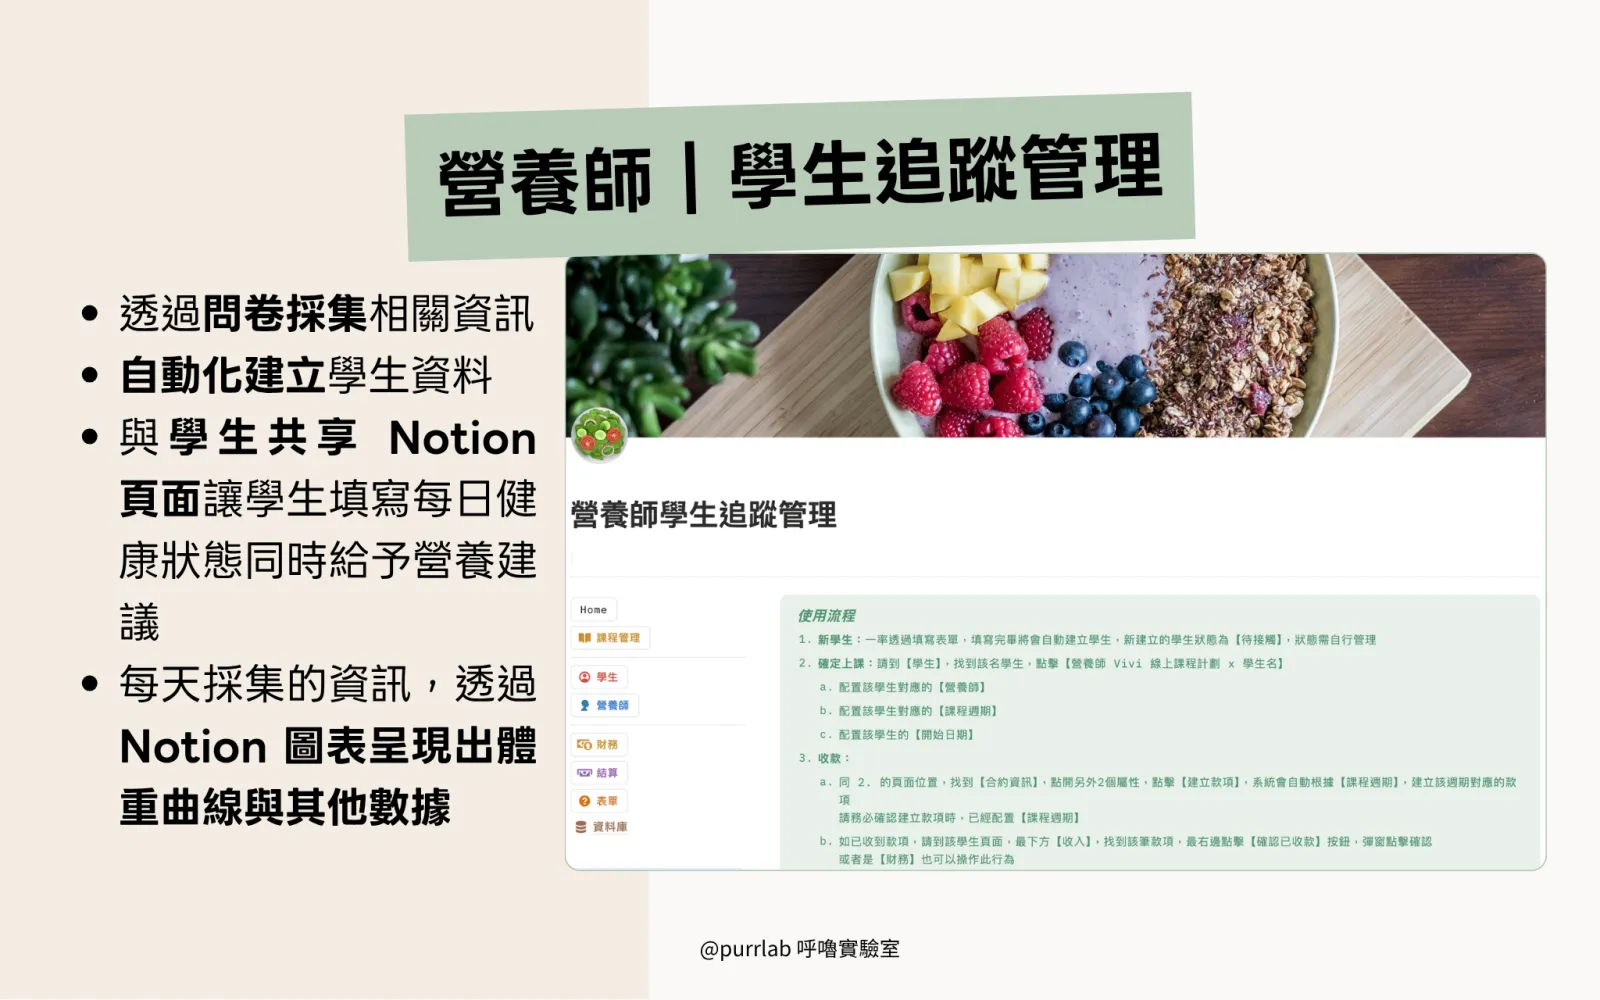 營養師｜學生追蹤管理
透過問卷採集相關資訊
自動化建立學生資料
與學生共享 Notion
頁面讓學生填寫每日健
康狀態同時給予營養建
議
每天採集的資訊，透過
Notion 圖表呈現出體
重曲線與其他數據
營養師學生追蹤管理
Home
課程管理
學生
營養師
財務
結算
表單
資料庫
使用流程
1. 新學生：一率透過填寫表單，填寫完畢將會自動建立學生，新建立的學生狀態為【待接觸】，狀態需自行管理
2. 確定上課：請到【學生】，找到該名學生，點擊【營養師 Vivi 線上課程計劃 x 學生名】
a. 配置該學生對應的【營養師】
b. 配置該學生對應的【課程週期】
c. 配置該學生的【開始日期】
3. 收款：
a. 同 2. 的頁面位置，找到【合約資訊】，點開另外2個屬性，點擊【建立款項】，系統會自動根據【課程週期】，建立該週期對應的款
項
請務必確認建立款項時，已經配置【課程週期】
b. 如已收到款項，請到該學生頁面，最下方【收入】，找到該筆款項，最右邊點擊【確認已收款】按鈕，彈窗點擊確認
或者是【財務】也可以操作此行為
@purrlab 呼嚕實驗室